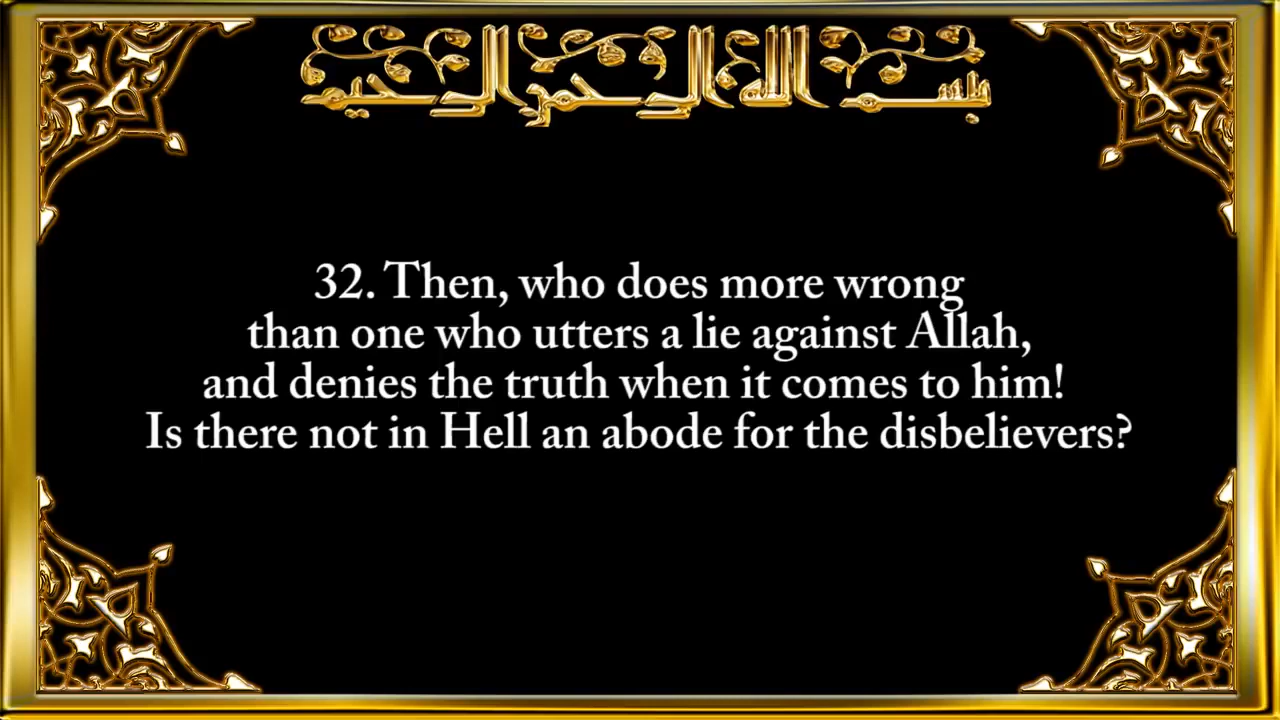 بسم الله الرحمن الرحيم
32. Then, who does more wrong
than one who utters a lie against Allah,
and denies the truth when it comes to him!
Is there not in Hell an abode for the disbelievers?